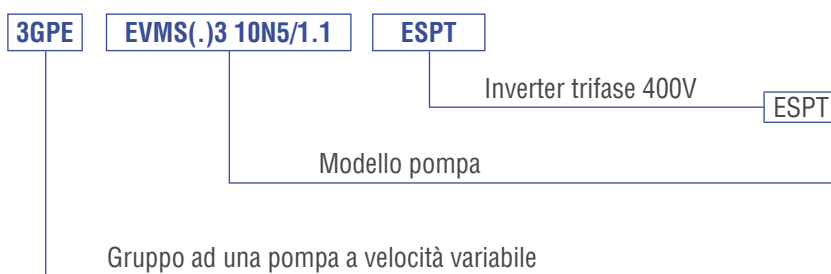 3GPE EVMS(.)3 10N5/1.1 ESPT
Inverter trifase 400V ESPT
Modello pompa
Gruppo ad una pompa a velocità variabile